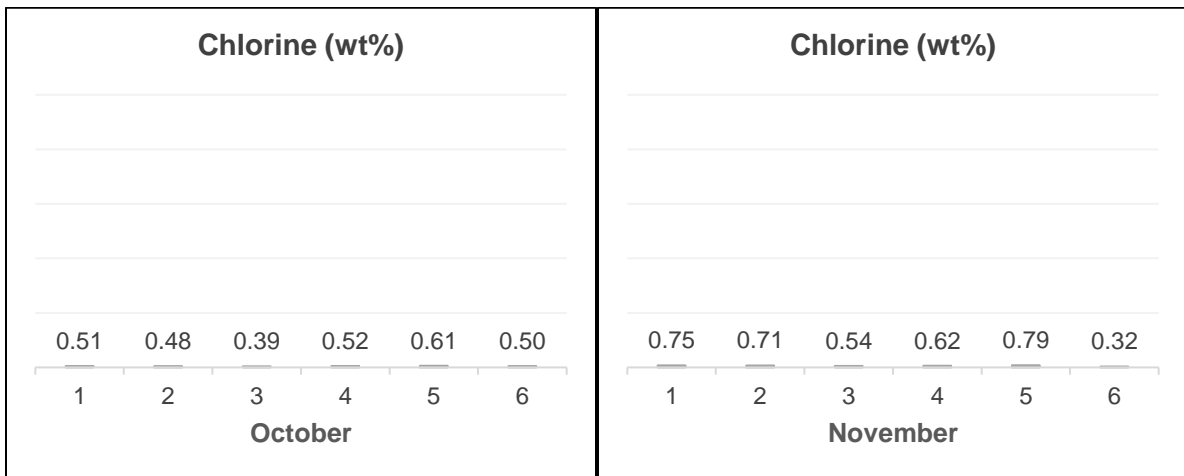 Chlorine (wt%)
0.51 0.48 0.39 0.52 0.61 0.50
1 2 3 4 5 6
October
Chlorine (wt%)
0.75 0.71 0.54 0.62 0.79 0.32
1 2 3 4 5 6
November